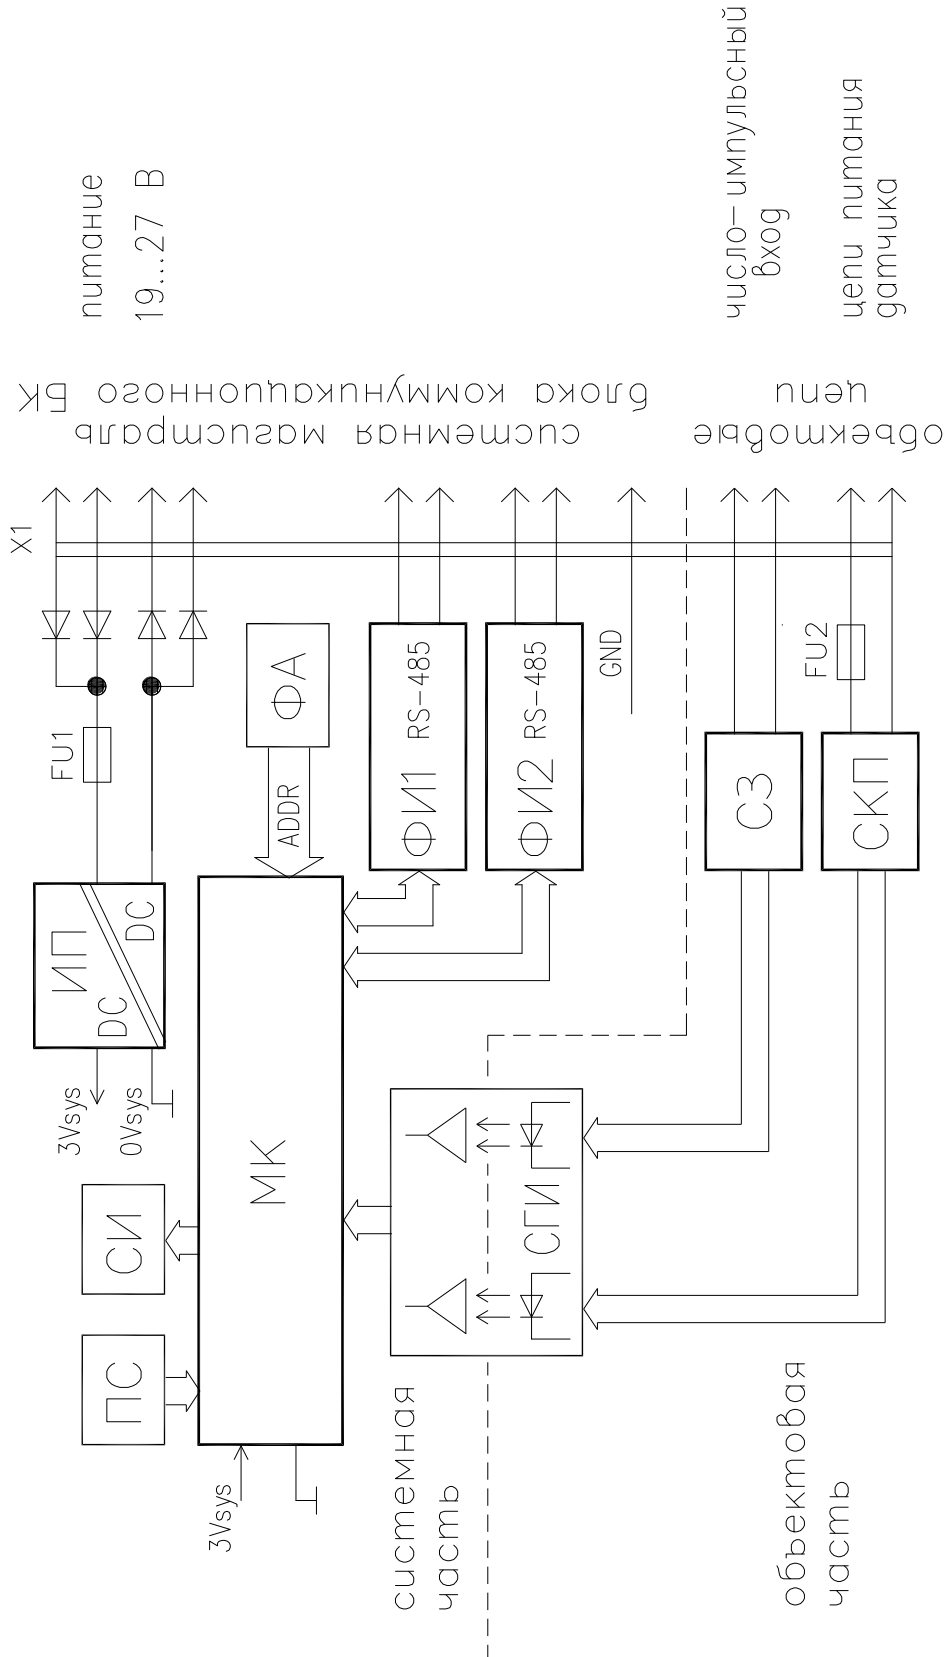 питание
19...27 В
число-импульсный
вход
цепи питания
датчика
системная магистраль
блока коммуникационного БК
объектовые
цепи
X1
FU1
ФА
ADDR
ФИ1 RS-485
ФИ2 RS-485
GND
FU2
СЗ
СКП
ИП
DC
DC
3Vsys
0Vsys
СИ
ПС
МК
3Vsys
СГИ
системная
часть
объектовая
часть